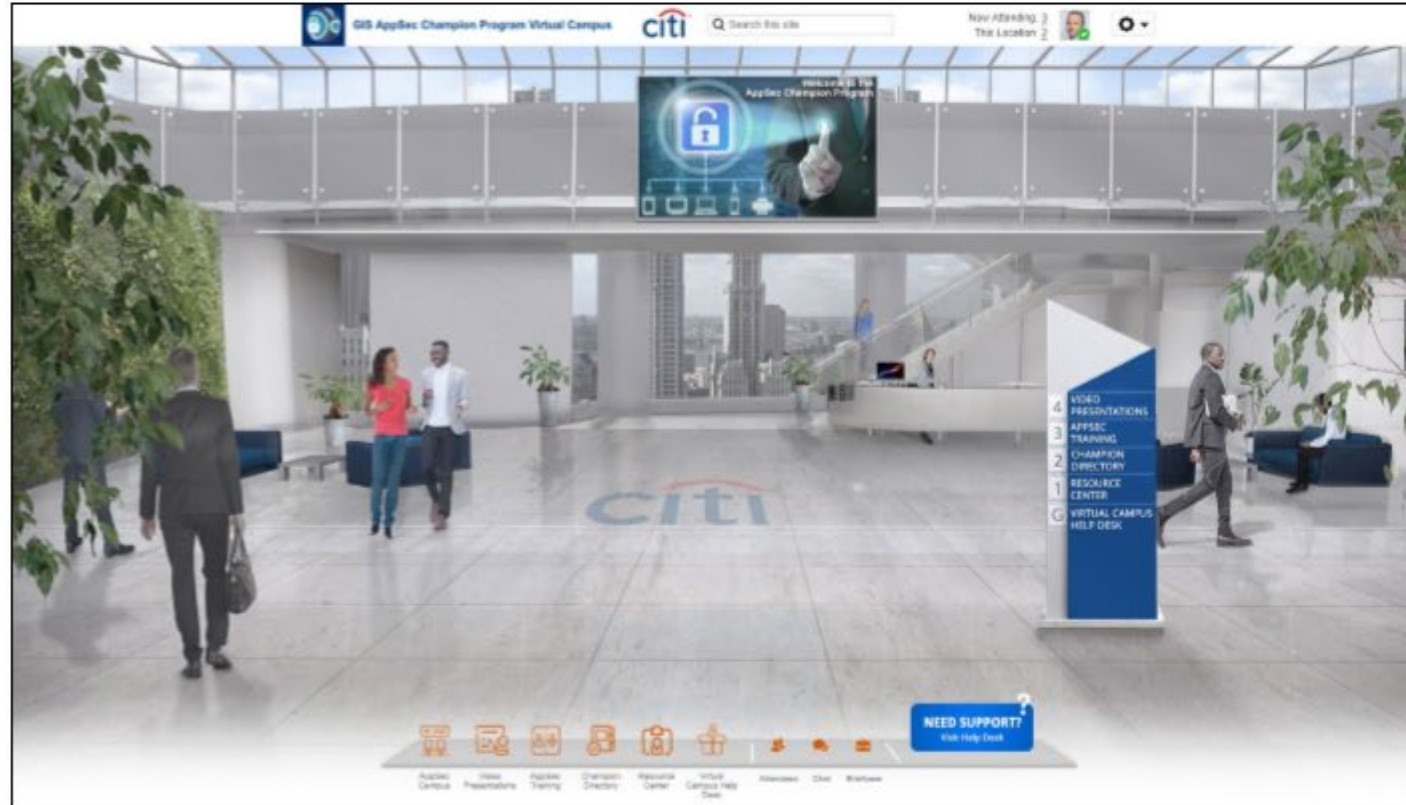 GIS AppSec Champion Program Virtual Campus
citi
Search this site
Now Attending: 3
This Location: 2
Welcome to the
AppSec Champion Program
4 VIDEO
PRESENTATIONS
3 APPSEC
TRAINING
2 CHAMPION
DIRECTORY
1 RESOURCE
CENTER
G VIRTUAL CAMPUS
HELP DESK
citi
?
NEED SUPPORT?
Visit Help Desk
AppSec
Campus
Video
Presentations
AppSec
Training
Champion
Directory
Resource
Center
Virtual
Campus Help
Desk
Attendees
Chat
Briefcase